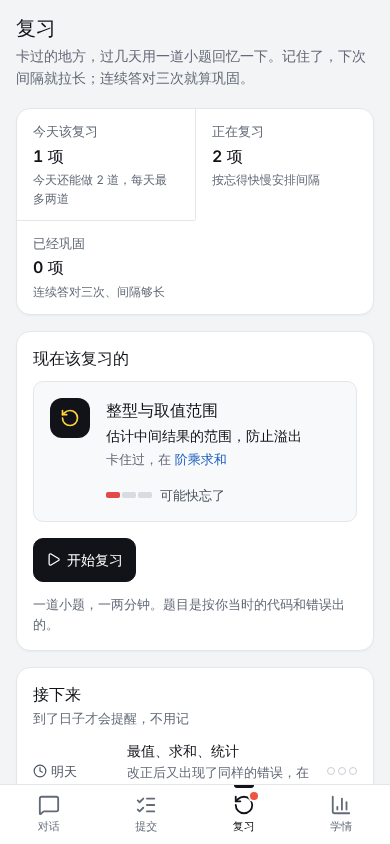 复习
卡过的地方，过几天用一道小题回忆一下。记住了，下次
间隔就拉长；连续答对三次就算巩固。
今天该复习
1 项
今天还能做 2 道，每天最
多两道
正在复习
2 项
按忘得快慢安排间隔
已经巩固
0 项
连续答对三次、间隔够长
现在该复习的
整型与取值范围
估计中间结果的范围，防止溢出
卡住过，在 阶乘求和
可能快忘了
开始复习
一道小题，一两分钟。题目是按你当时的代码和错误出
的。
接下来
到了日子才会提醒，不用记
明天
最值、求和、统计
改正后又出现了同样的错误，在
对话
提交
复习
学情